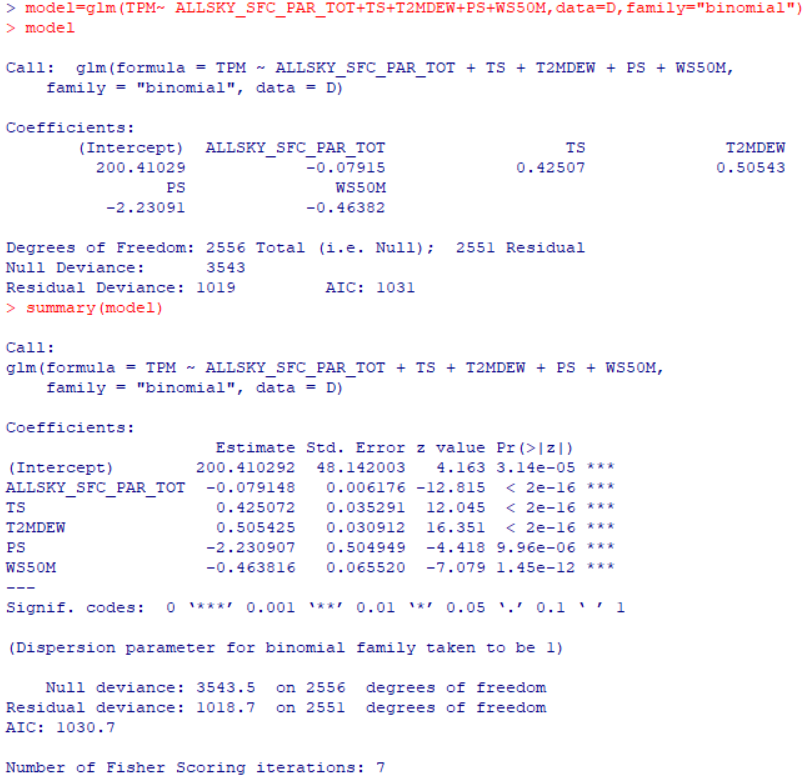 > model=glm(TPM~ ALLSKY_SFC_PAR_TOT+TS+T2MDEW+PS+WS50M,data=D,family="binomial")
> model
Call:  glm(formula = TPM ~ ALLSKY_SFC_PAR_TOT + TS + T2MDEW + PS + WS50M,
    family = "binomial", data = D)
Coefficients:
       (Intercept)  ALLSKY_SFC_PAR_TOT                  TS              T2MDEW
         200.41029            -0.07915             0.42507             0.50543
                PS               WS50M
          -2.23091            -0.46382
Degrees of Freedom: 2556 Total (i.e. Null);  2551 Residual
Null Deviance:      3543
Residual Deviance: 1019         AIC: 1031
> summary(model)
Call:
glm(formula = TPM ~ ALLSKY_SFC_PAR_TOT + TS + T2MDEW + PS + WS50M,
    family = "binomial", data = D)
Coefficients:
                     Estimate Std. Error z value Pr(>|z|)
(Intercept)        200.410292  48.142003   4.163 3.14e-05 ***
ALLSKY_SFC_PAR_TOT  -0.079148   0.006176 -12.815  < 2e-16 ***
TS                   0.425072   0.035291  12.045  < 2e-16 ***
T2MDEW               0.505425   0.030912  16.351  < 2e-16 ***
PS                  -2.230907   0.504949  -4.418 9.96e-06 ***
WS50M               -0.463816   0.065520  -7.079 1.45e-12 ***
---
Signif. codes:  0 ‘***’ 0.001 ‘**’ 0.01 ‘*’ 0.05 ‘.’ 0.1 ‘ ’ 1
(Dispersion parameter for binomial family taken to be 1)
    Null deviance: 3543.5  on 2556  degrees of freedom
Residual deviance: 1018.7  on 2551  degrees of freedom
AIC: 1030.7
Number of Fisher Scoring iterations: 7